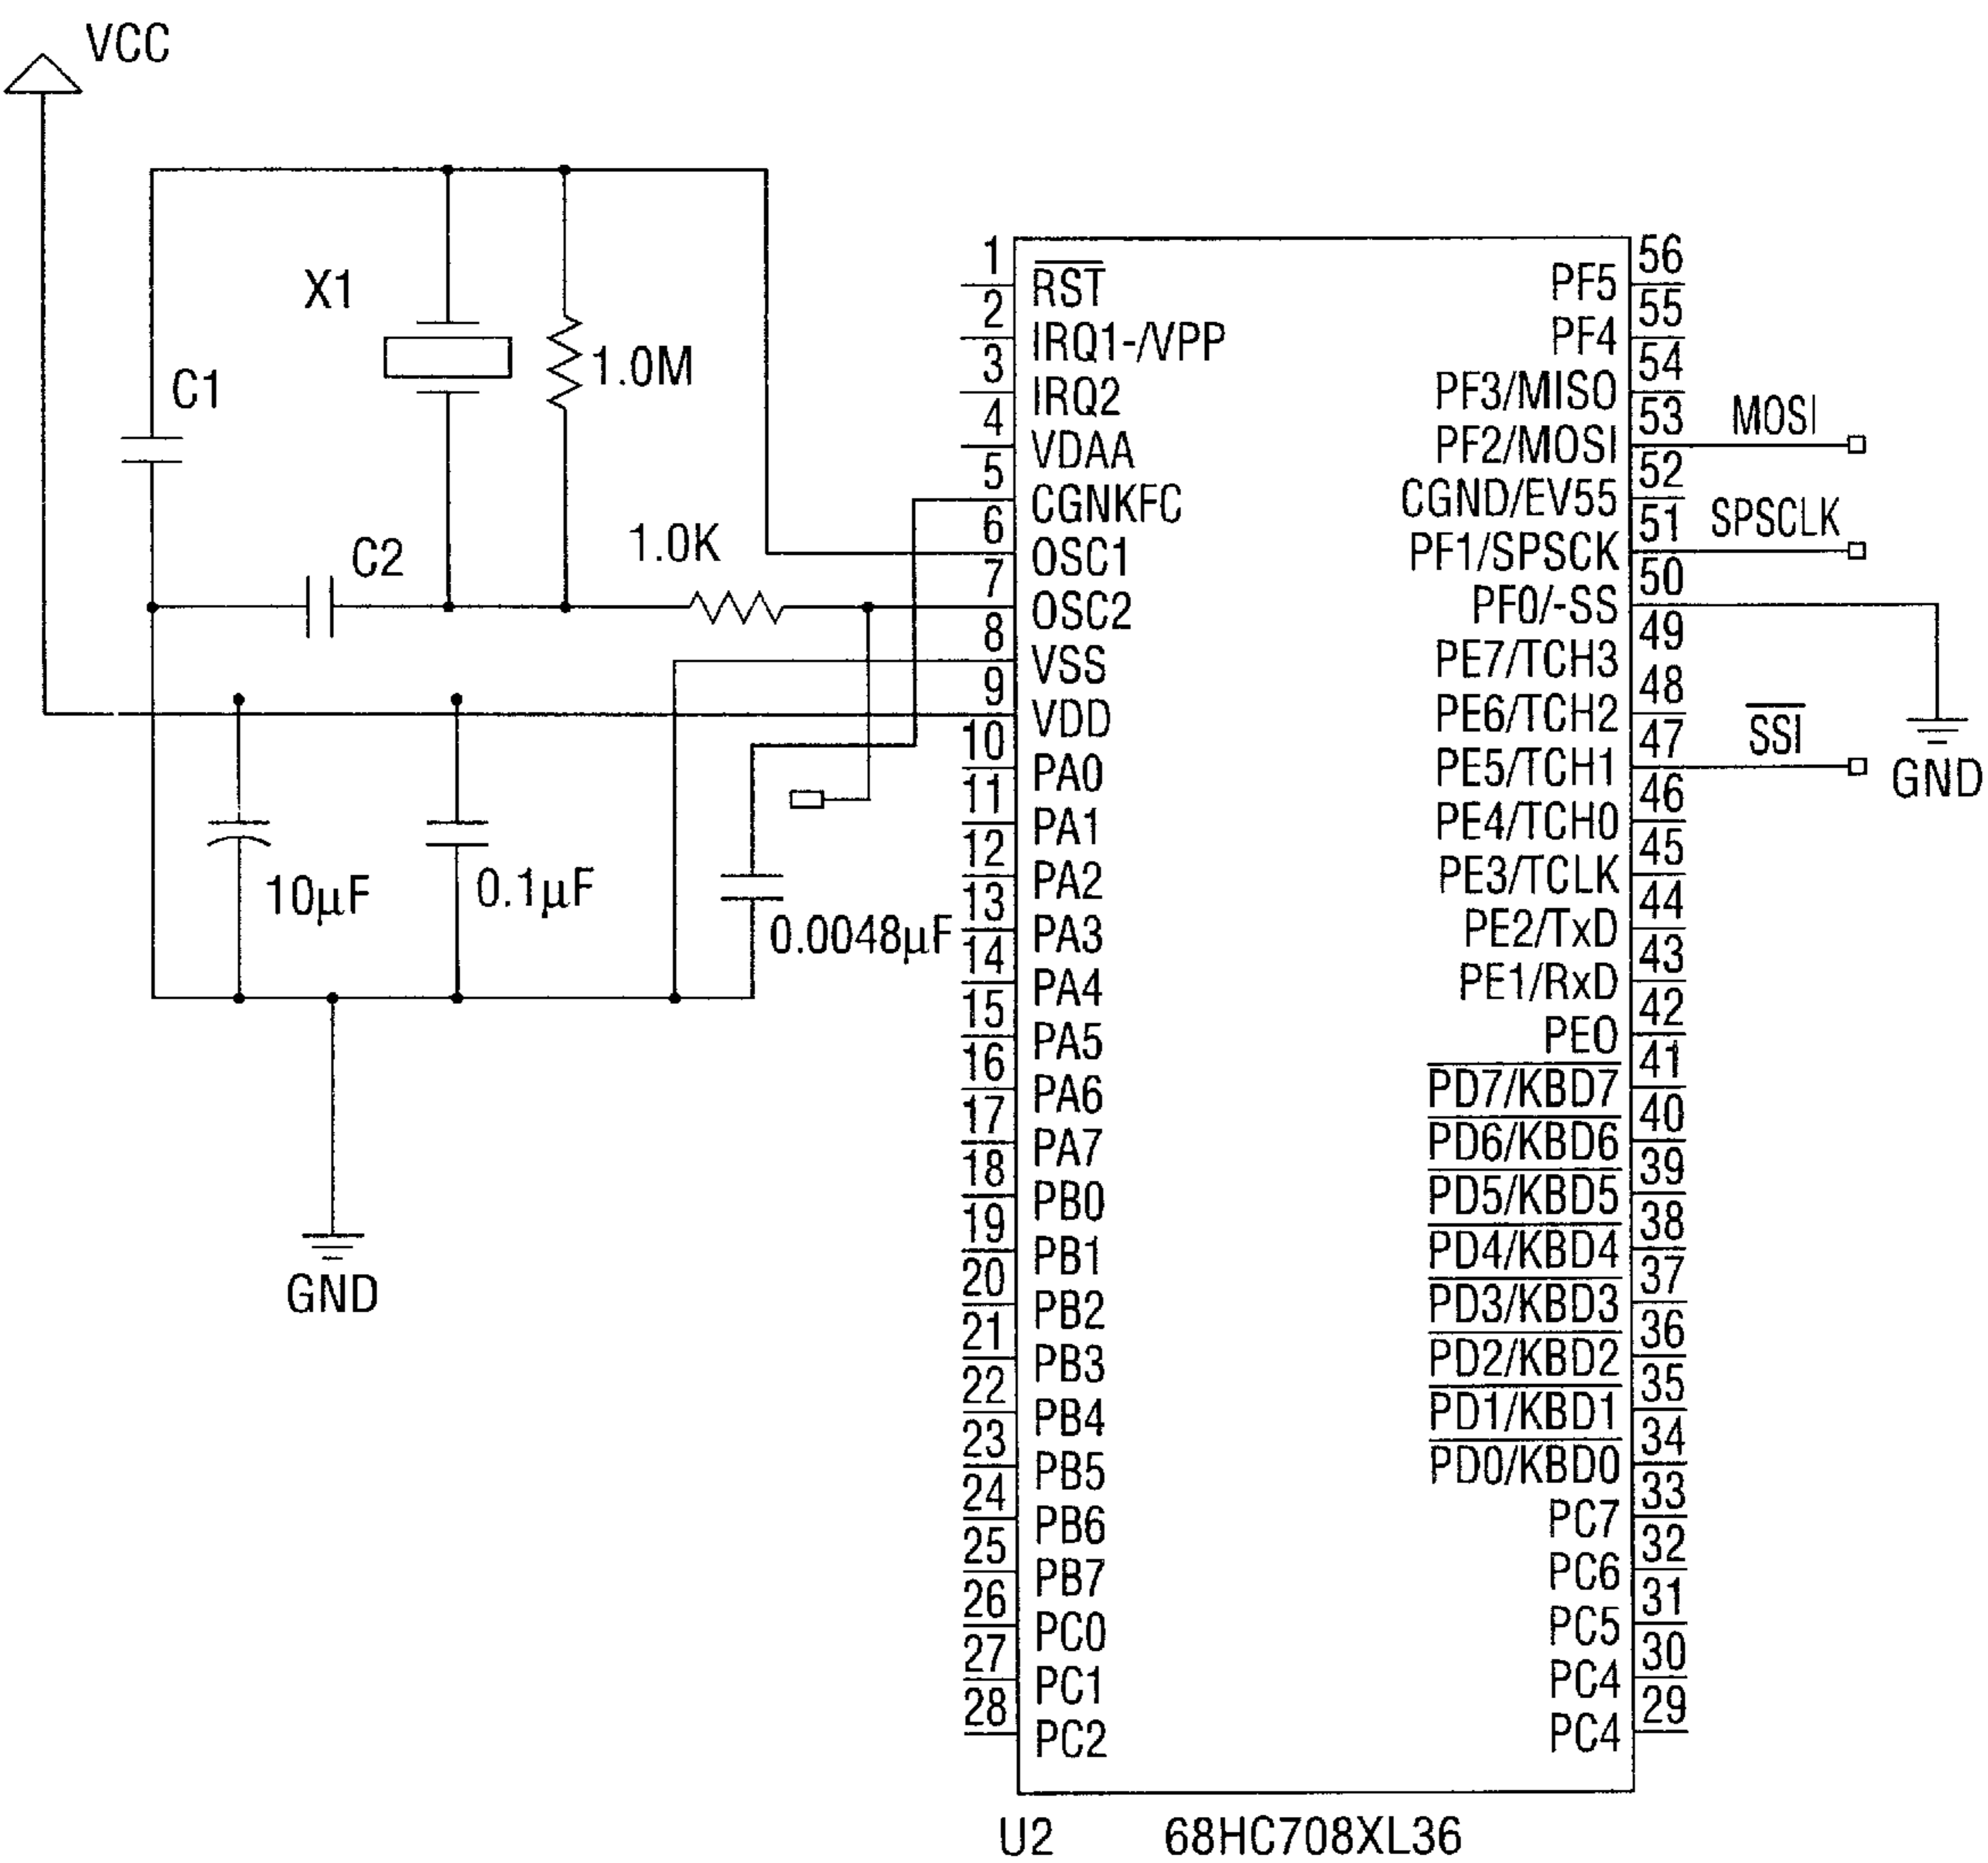 VCC
X1
1.0M
C1
C2
1.0K
10µF
0.1µF
0.0048µF
GND
1 RST
2 IRQ1-/VPP
3 IRQ2
4 VDAA
5 CGNKFC
6 OSC1
7 OSC2
8 VSS
9 VDD
10 PA0
11 PA1
12 PA2
13 PA3
14 PA4
15 PA5
16 PA6
17 PA7
18 PB0
19 PB1
20 PB2
21 PB3
22 PB4
23 PB5
24 PB6
25 PB7
26 PC0
27 PC1
28 PC2
PF5 56
PF4 55
PF3/MISO 54
PF2/MOSI 53 MOSI
CGND/EV55 52
PF1/SPSCK 51 SPSCLK
PF0/-SS 50
PE7/TCH3 49
PE6/TCH2 48
PE5/TCH1 47 SSI
GND
PE4/TCH0 46
PE3/TCLK 45
PE2/TxD 44
PE1/RxD 43
PE0 42
PD7/KBD7 41
PD6/KBD6 40
PD5/KBD5 39
PD4/KBD4 38
PD3/KBD3 37
PD2/KBD2 36
PD1/KBD1 35
PD0/KBD0 34
PC7 33
PC6 32
PC5 31
PC4 30
PC4 29
U2 68HC708XL36